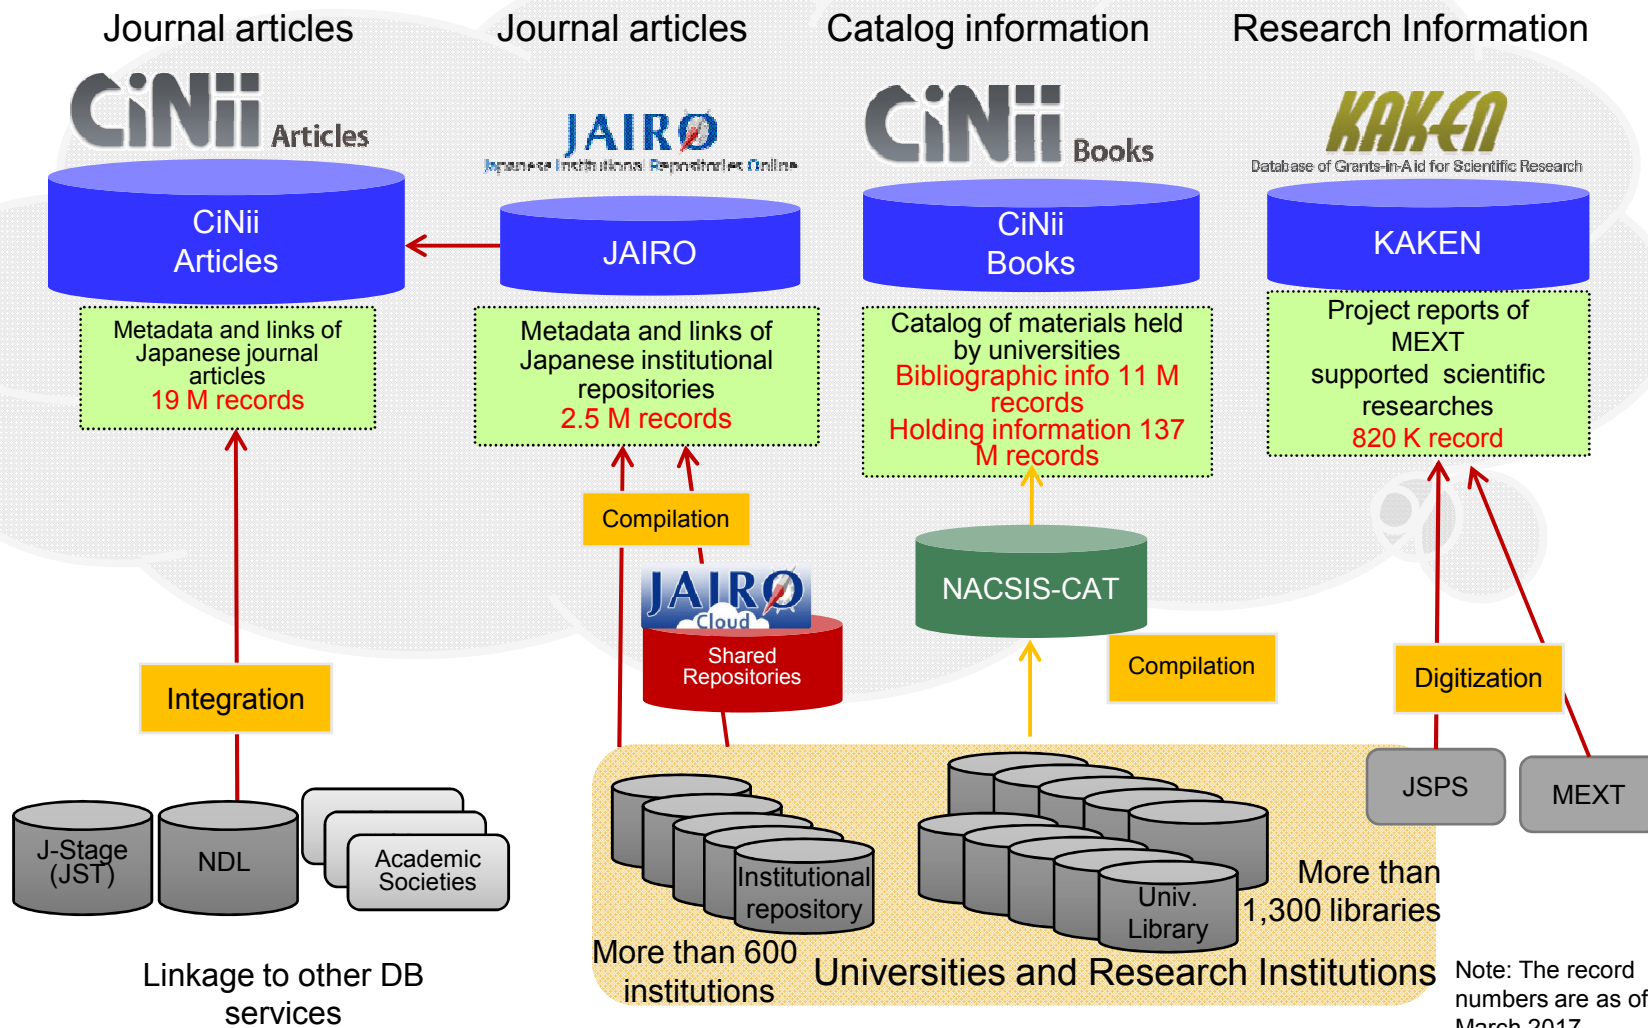 Journal articles
Journal articles
Catalog information
Research Information
CiNii Articles
JAIRO
Japanese Institutional Repositories Online
CiNii Books
KAKEN
Database of Grants-in-Aid for Scientific Research
CiNii
Articles
JAIRO
CiNii
Books
KAKEN
Metadata and links of
Japanese journal
articles
19 M records
Metadata and links of
Japanese institutional
repositories
2.5 M records
Catalog of materials held
by universities
Bibliographic info 11 M
records
Holding information 137
M records
Project reports of
MEXT
supported scientific
researches
820 K record
Compilation
JAIRO
Cloud
Shared
Repositories
NACSIS-CAT
Compilation
Integration
Digitization
J-Stage
(JST)
NDL
Academic
Societies
Institutional
repository
Univ.
Library
More than
1,300 libraries
JSPS
MEXT
More than 600
institutions
Universities and Research Institutions
Linkage to other DB
services
Note: The record
numbers are as of
March 2017